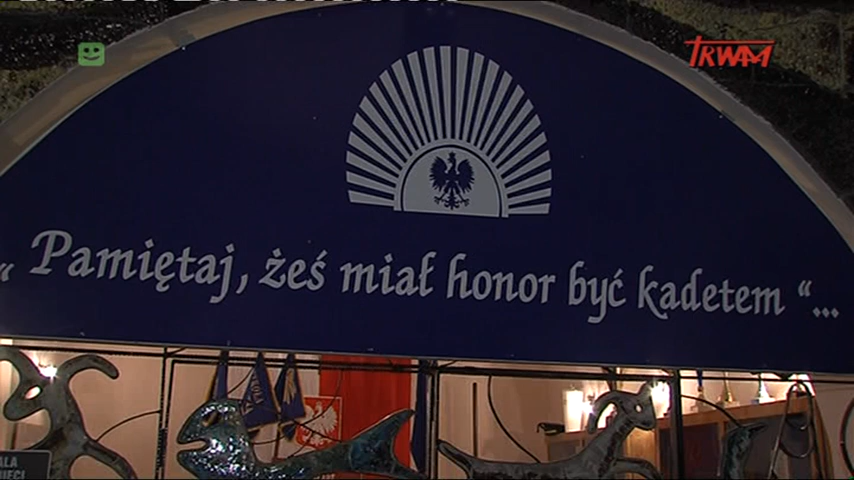 TRWAM
„ Pamiętaj, żeś miał honor być kadetem “...